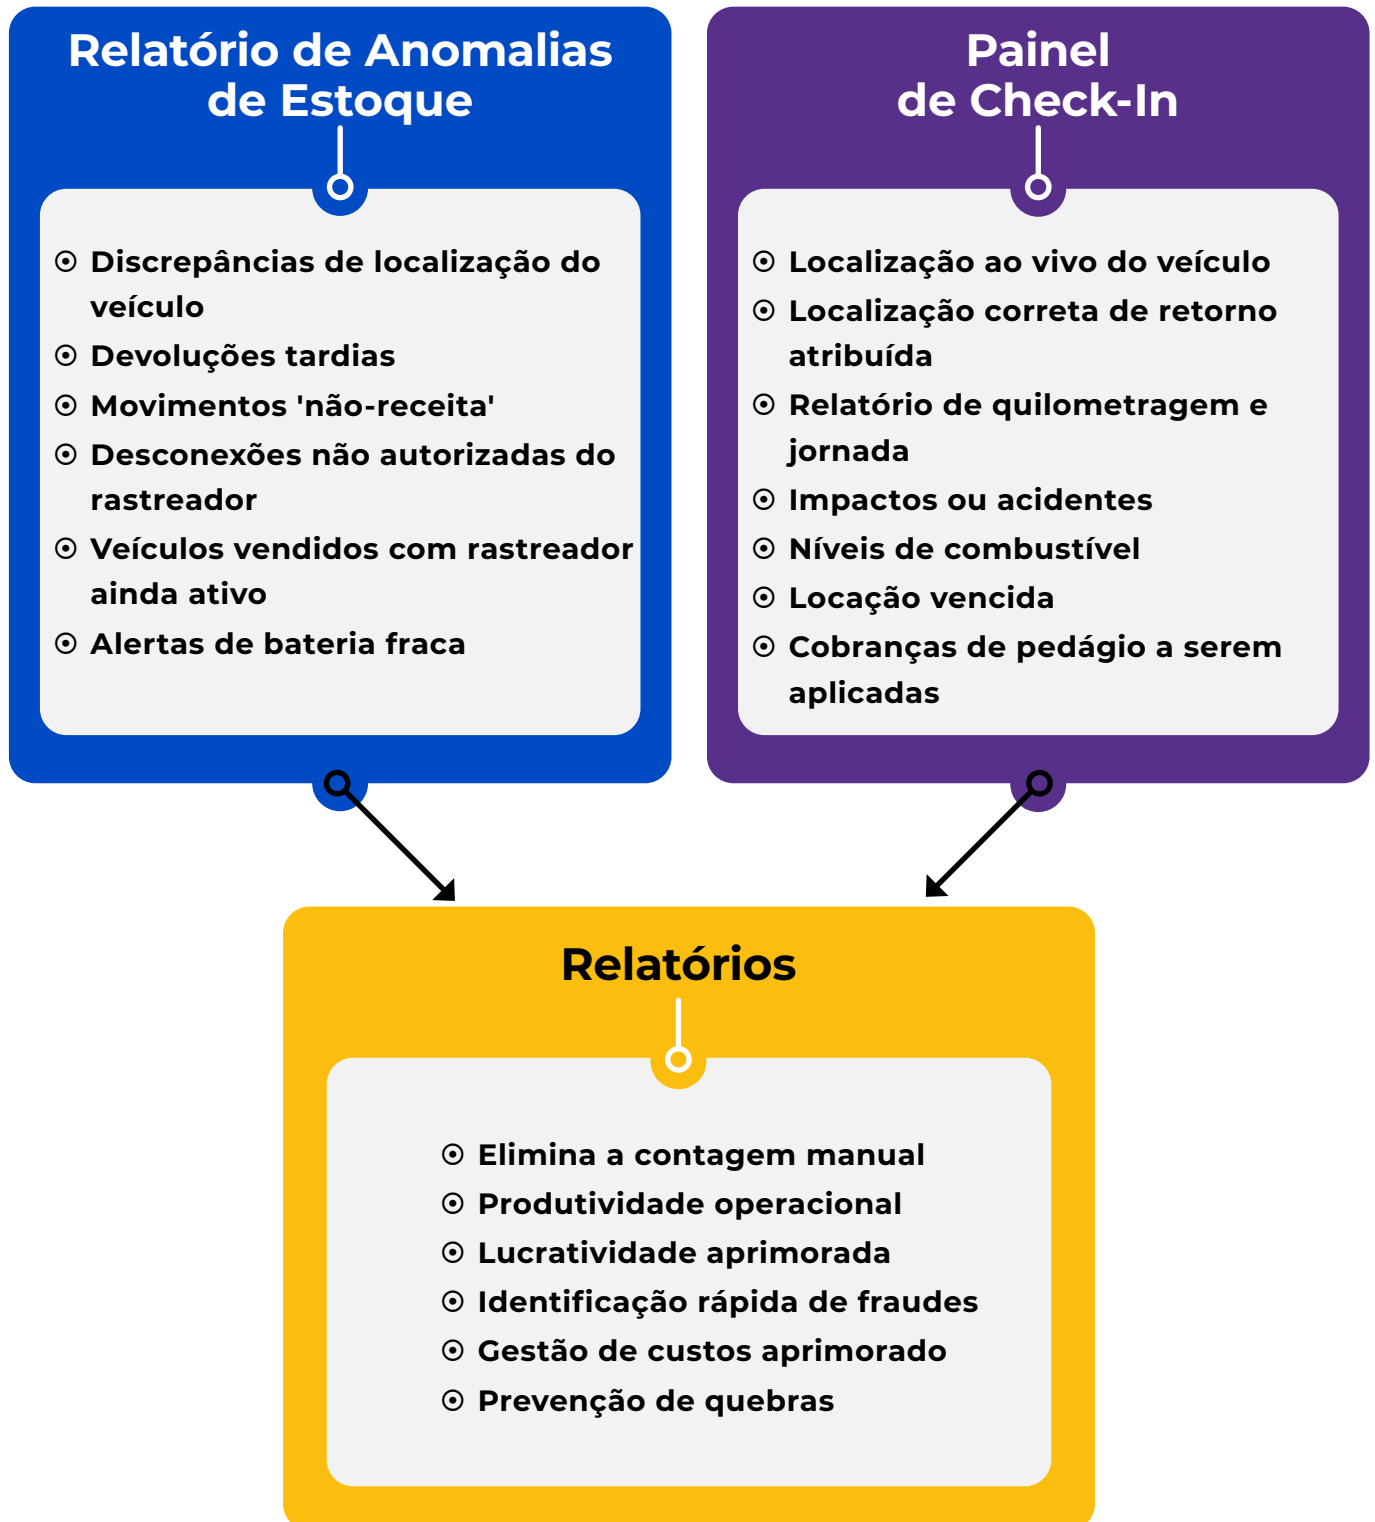 Relatório de Anomalias
de Estoque
Discrepâncias de localização do
veículo
Devoluções tardias
Movimentos 'não-receita'
Desconexões não autorizadas do
rastreador
Veículos vendidos com rastreador
ainda ativo
Alertas de bateria fraca
Painel
de Check-In
Localização ao vivo do veículo
Localização correta de retorno
atribuída
Relatório de quilometragem e
jornada
Impactos ou acidentes
Níveis de combustível
Locação vencida
Cobranças de pedágio a serem
aplicadas
Relatórios
Elimina a contagem manual
Produtividade operacional
Lucratividade aprimorada
Identificação rápida de fraudes
Gestão de custos aprimorado
Prevenção de quebras